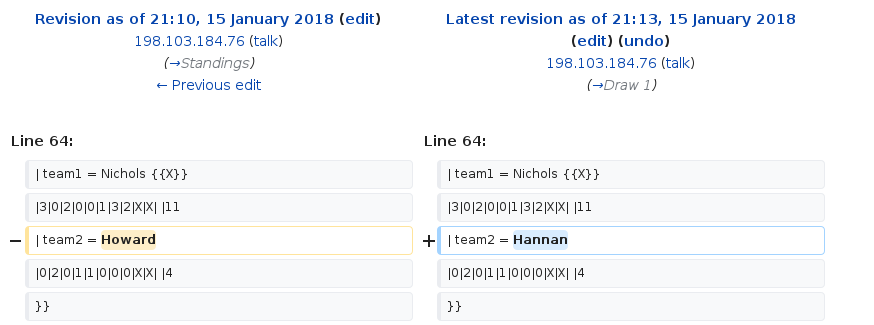 Revision as of 21:10, 15 January 2018 (edit)
198.103.184.76 (talk)
(→Standings)
← Previous edit
Latest revision as of 21:13, 15 January 2018
(edit) (undo)
198.103.184.76 (talk)
(→Draw 1)
Line 64:
Line 64:
| team1 = Nichols {{X}}
| team1 = Nichols {{X}}
|3|0|2|0|0|1|3|2|X|X| |11
|3|0|2|0|0|1|3|2|X|X| |11
− | team2 = Howard
+ | team2 = Hannan
|0|2|0|1|1|0|0|0|X|X| |4
|0|2|0|1|1|0|0|0|X|X| |4
}}
}}